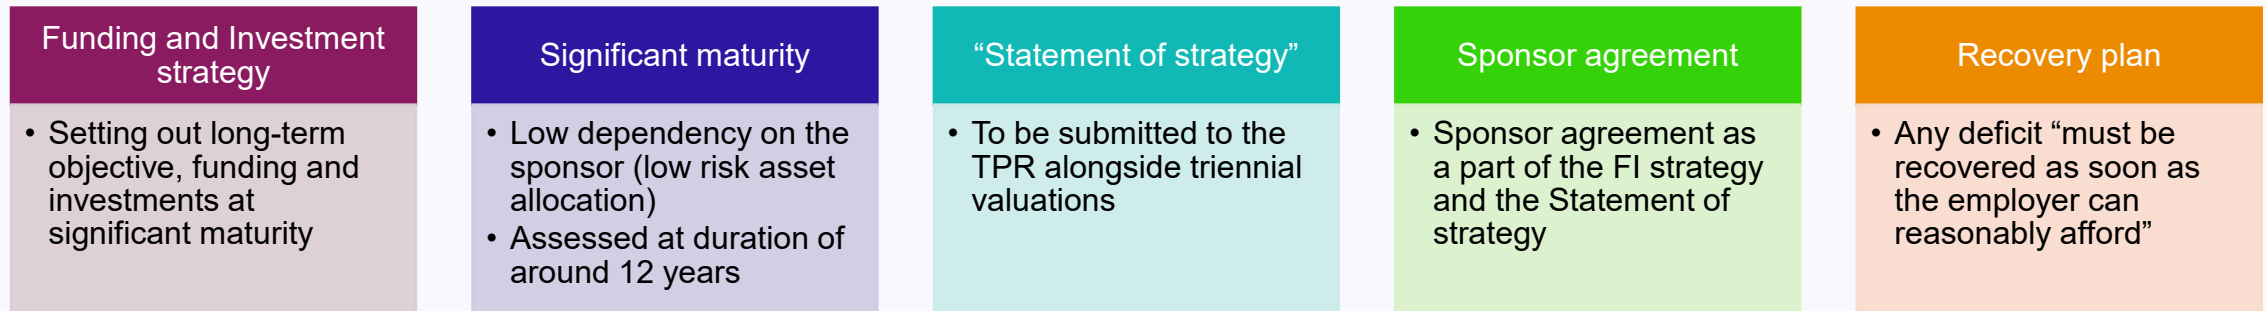 Funding and Investment
strategy
• Setting out long-term
objective, funding and
investments at
significant maturity
Significant maturity
• Low dependency on the
sponsor (low risk asset
allocation)
• Assessed at duration of
around 12 years
“Statement of strategy”
• To be submitted to the
TPR alongside triennial
valuations
Sponsor agreement
• Sponsor agreement as
a part of the FI strategy
and the Statement of
strategy
Recovery plan
• Any deficit “must be
recovered as soon as
the employer can
reasonably afford”